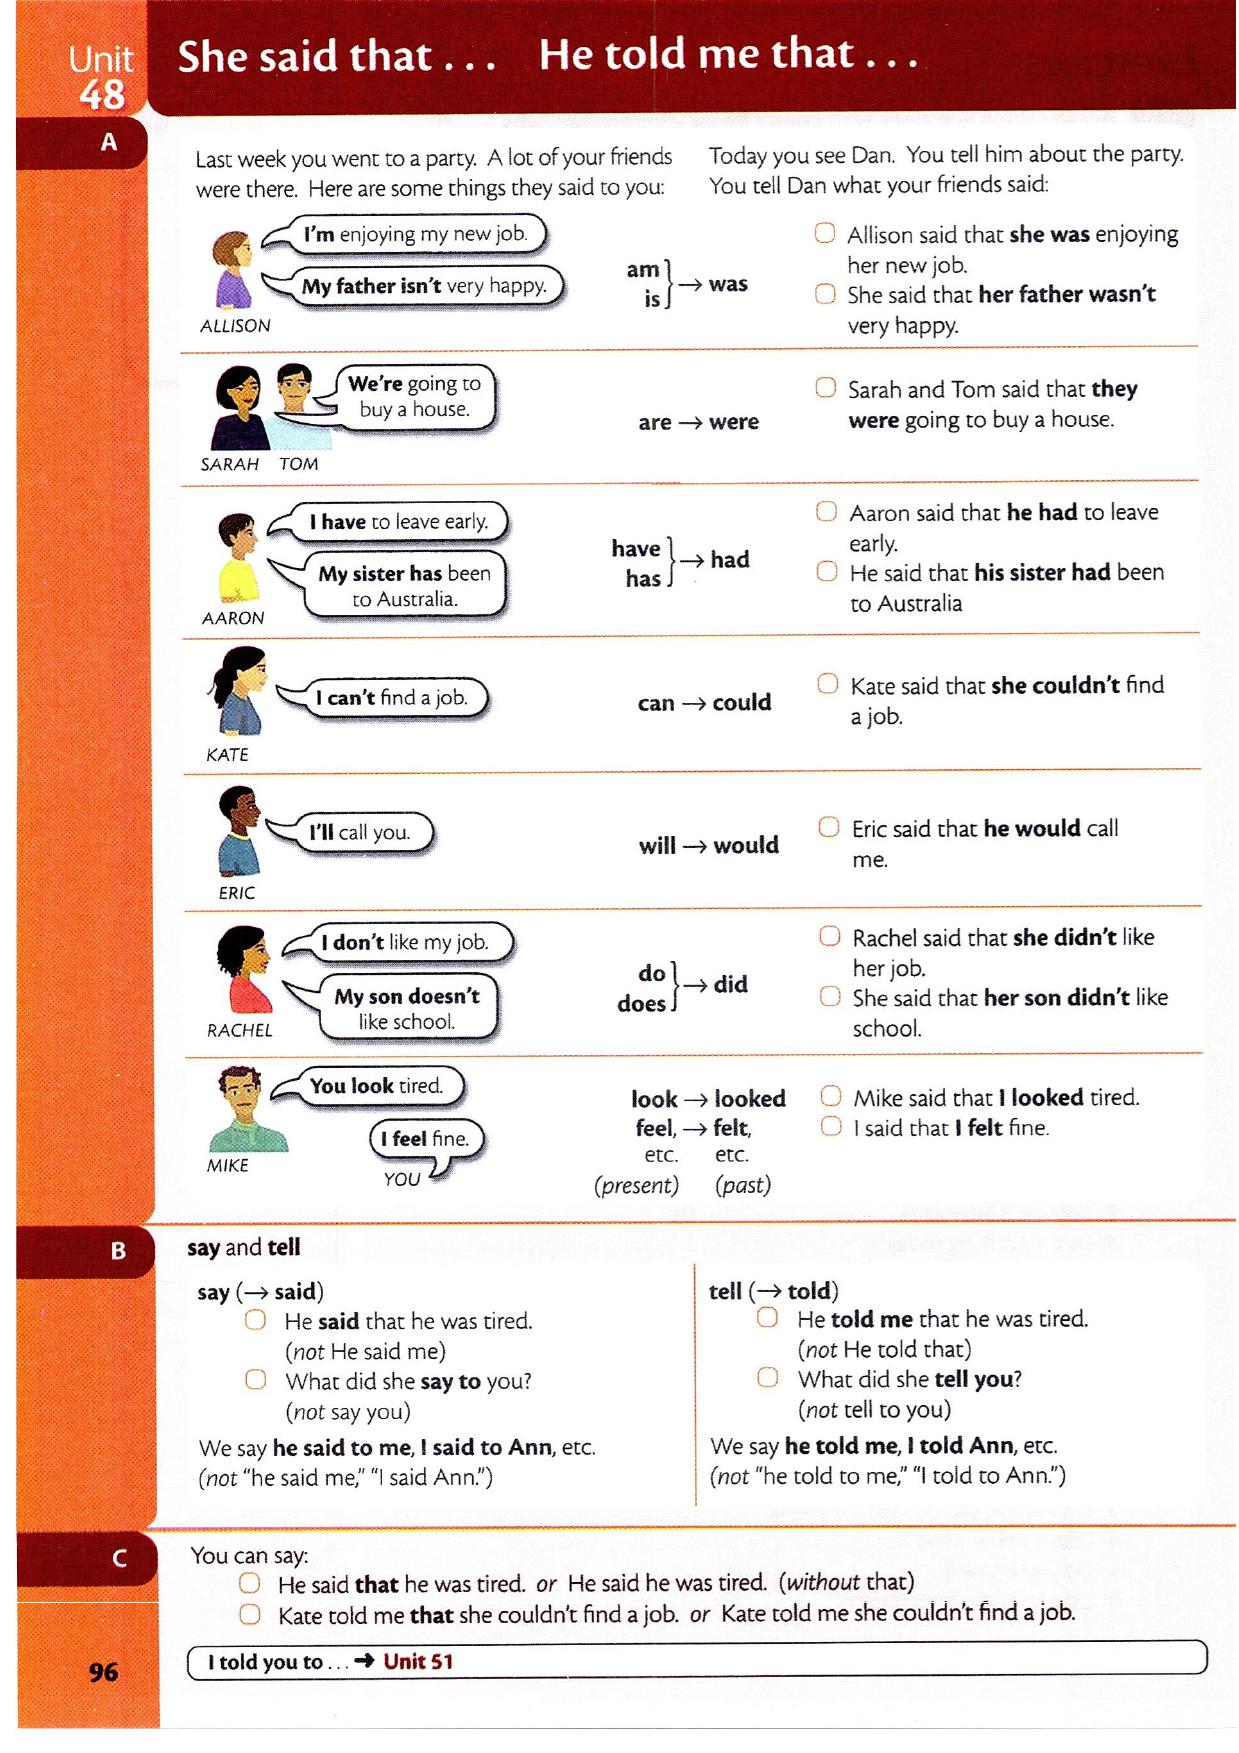 Unit
48
She said that . . .    He told me that . . .
A
Last week you went to a party. A lot of your friends
were there. Here are some things they said to you:
Today you see Dan. You tell him about the party.
You tell Dan what your friends said:
I'm enjoying my new job.
My father isn't very happy.
ALLISON
am
is
→ was
Allison said that she was enjoying
her new job.
She said that her father wasn't
very happy.
We're going to
buy a house.
SARAH TOM
are → were
Sarah and Tom said that they
were going to buy a house.
I have to leave early.
My sister has been
to Australia.
AARON
have
has
→ had
Aaron said that he had to leave
early.
He said that his sister had been
to Australia
I can't find a job.
KATE
can → could
Kate said that she couldn't find
a job.
I'll call you.
ERIC
will → would
Eric said that he would call
me.
I don't like my job.
My son doesn't
like school.
RACHEL
do
does
→ did
Rachel said that she didn't like
her job.
She said that her son didn't like
school.
You look tired.
I feel fine.
MIKE
YOU
look → looked
feel, → felt,
etc. etc.
(present) (past)
Mike said that I looked tired.
I said that I felt fine.
B
say and tell
say (→ said)
He said that he was tired.
(not He said me)
What did she say to you?
(not say you)
We say he said to me, I said to Ann, etc.
(not "he said me," "I said Ann.")
tell (→ told)
He told me that he was tired.
(not He told that)
What did she tell you?
(not tell to you)
We say he told me, I told Ann, etc.
(not "he told to me," "I told to Ann.")
C
You can say:
He said that he was tired. or He said he was tired. (without that)
Kate told me that she couldn't find a job. or Kate told me she couldn't find a job.
I told you to . . . → Unit 51
96